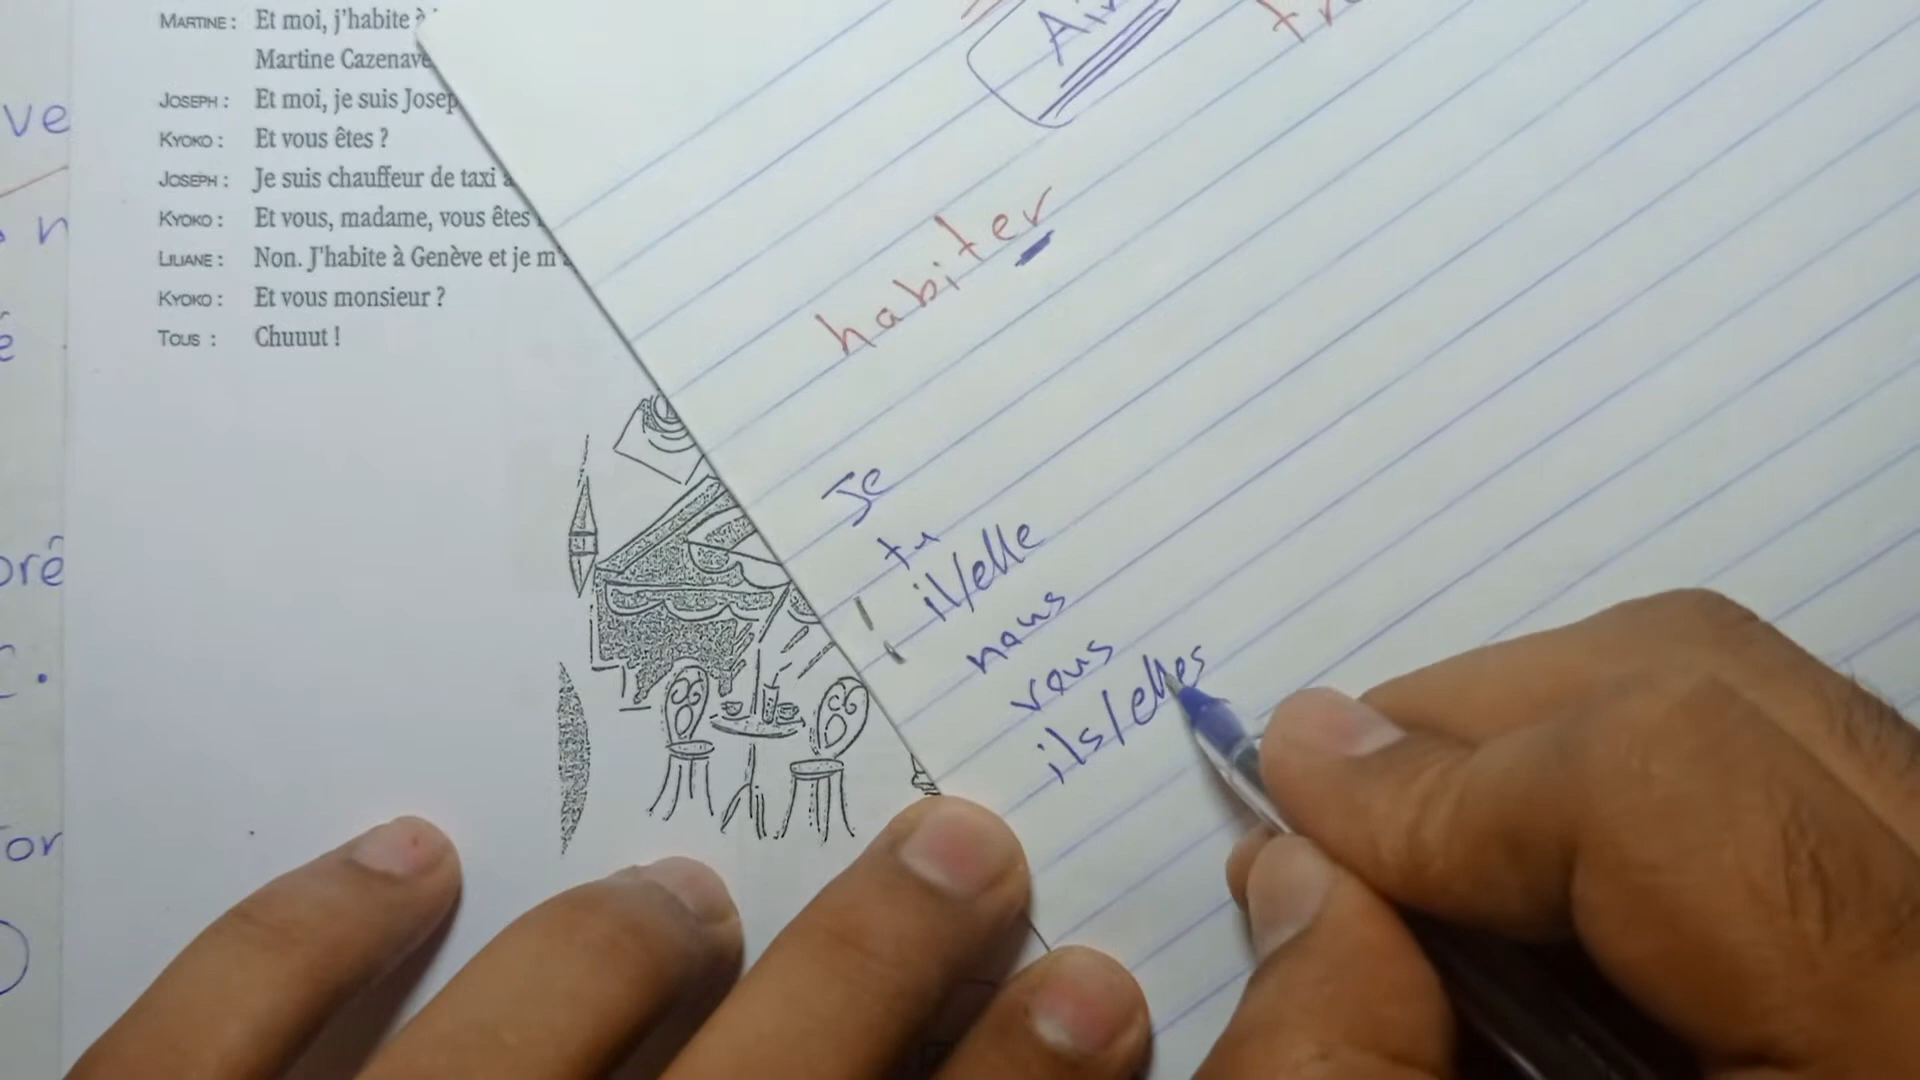 MARTINE : Et moi, j'habite à
Martine Cazenave
JOSEPH : Et moi, je suis Josep
KYOKO : Et vous êtes ?
JOSEPH : Je suis chauffeur de taxi à
KYOKO : Et vous, madame, vous êtes
LILIANE : Non. J'habite à Genève et je m'a
KYOKO : Et vous monsieur ?
TOUS : Chuuut !
habiter
Je
tu
il/elle
nous
vous
ils/elles